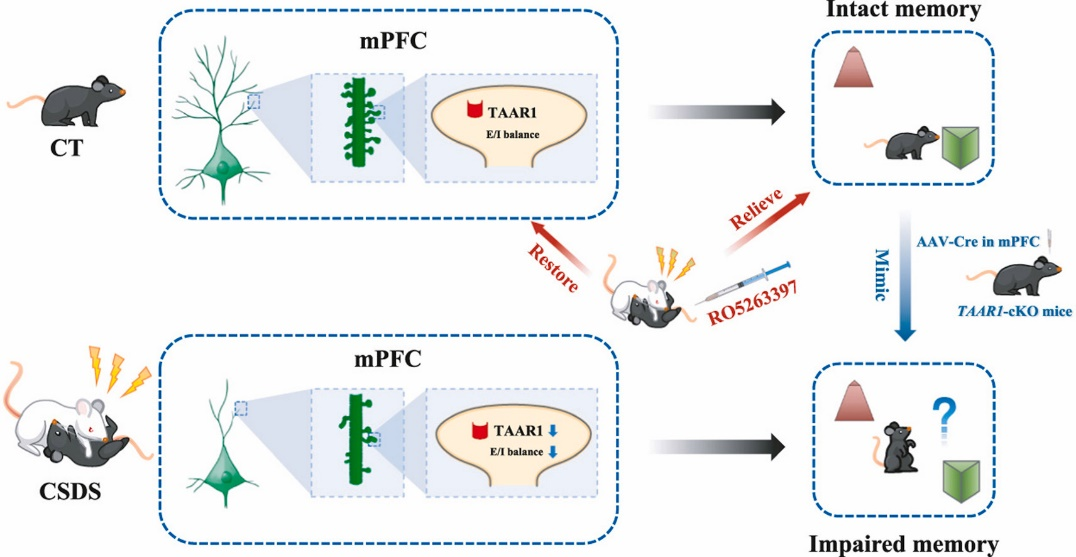 Intact memory
mPFC
TAAR1
E/I balance
CT
Relieve
Restore
RO5263397
AAV-Cre in mPFC
Mimic
TAAR1-cKO mice
mPFC
TAAR1
E/I balance
?
CSDS
Impaired memory